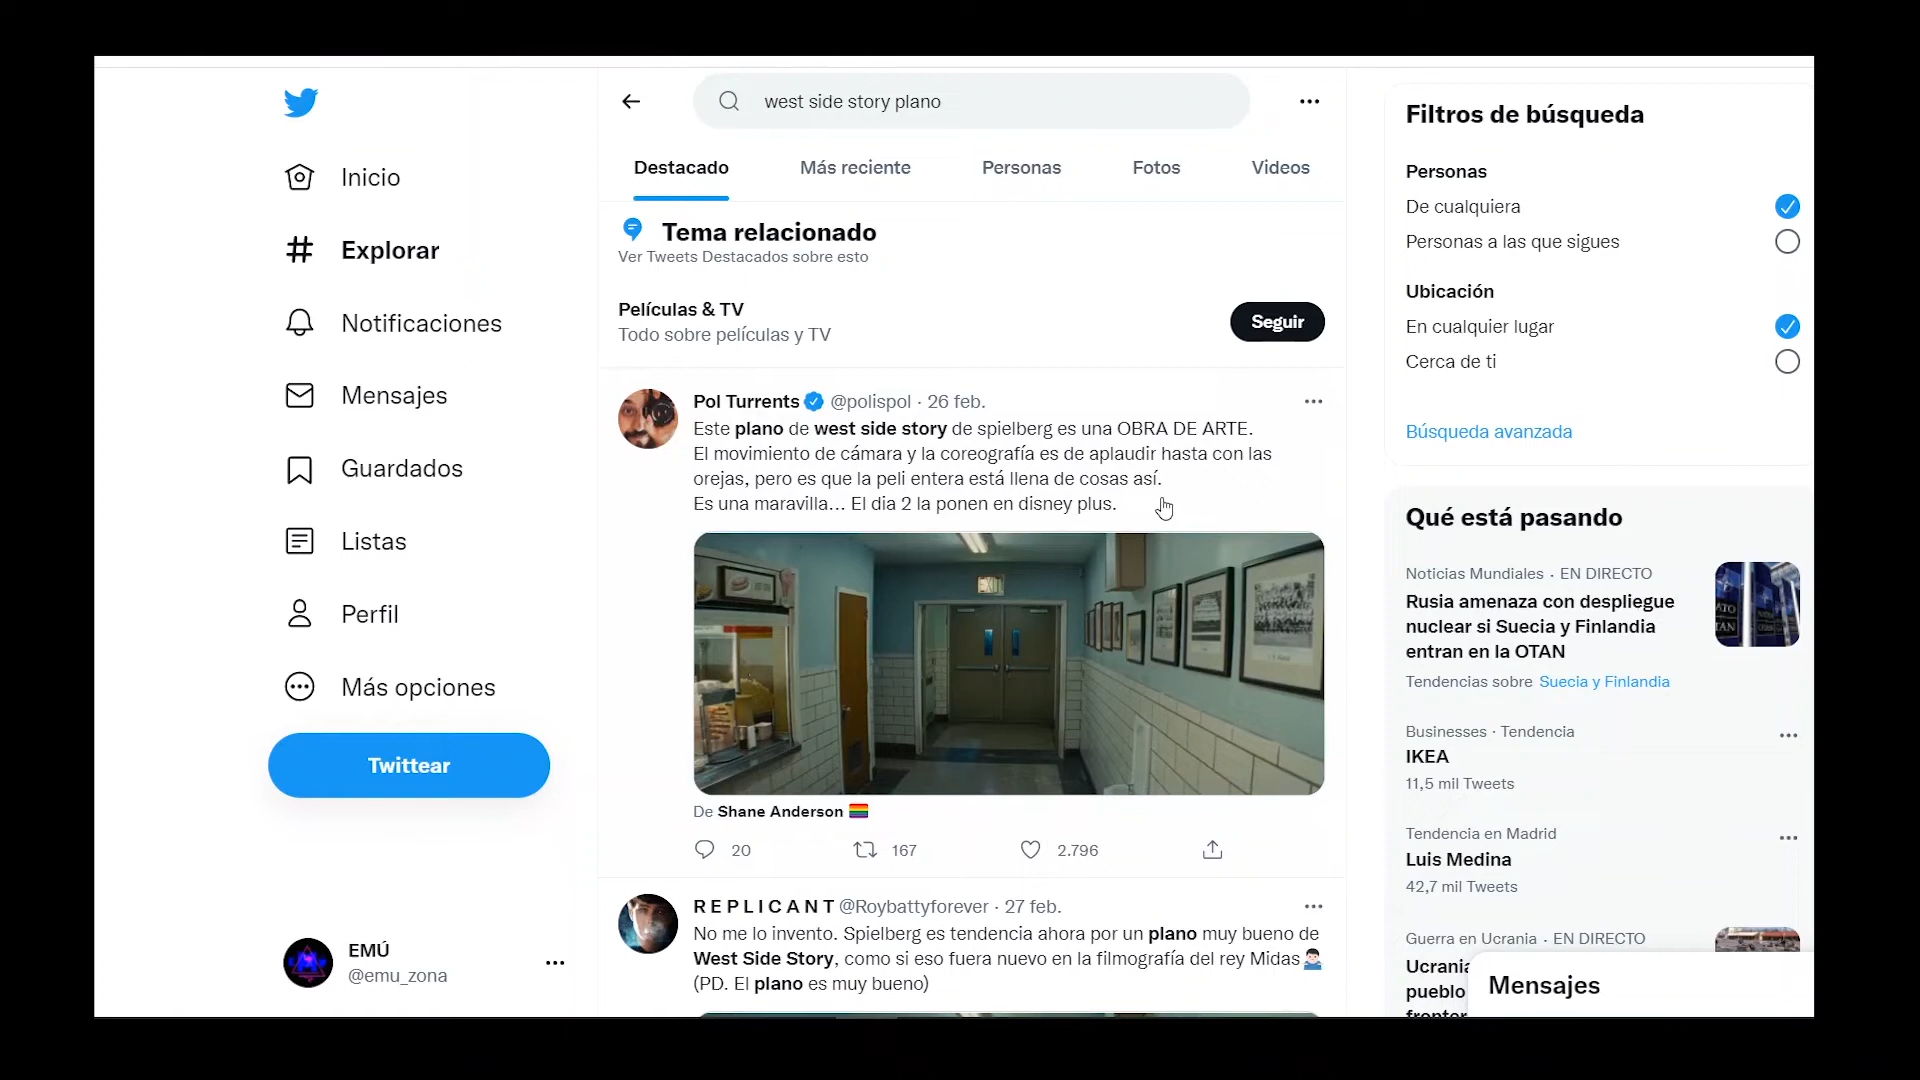 west side story plano
Inicio
Explorar
Notificaciones
Mensajes
Guardados
Listas
Perfil
Más opciones
Twittear
EMÚ
@emu_zona
Destacado
Más reciente
Personas
Fotos
Videos
Tema relacionado
Ver Tweets Destacados sobre esto
Películas & TV
Todo sobre películas y TV
Seguir
Pol Turrents @polispol · 26 feb.
Este plano de west side story de spielberg es una OBRA DE ARTE.
El movimiento de cámara y la coreografía es de aplaudir hasta con las
orejas, pero es que la peli entera está llena de cosas así.
Es una maravilla... El dia 2 la ponen en disney plus.
De Shane Anderson 🏳️‍🌈
20
167
2.796
R E P L I C A N T @Roybattyforever · 27 feb.
No me lo invento. Spielberg es tendencia ahora por un plano muy bueno de
West Side Story, como si eso fuera nuevo en la filmografía del rey Midas🤷🏻‍♂️
(PD. El plano es muy bueno)
Filtros de búsqueda
Personas
De cualquiera
Personas a las que sigues
Ubicación
En cualquier lugar
Cerca de ti
Búsqueda avanzada
Qué está pasando
Noticias Mundiales · EN DIRECTO
Rusia amenaza con despliegue
nuclear si Suecia y Finlandia
entran en la OTAN
Tendencias sobre Suecia y Finlandia
Businesses · Tendencia
IKEA
11,5 mil Tweets
Tendencia en Madrid
Luis Medina
42,7 mil Tweets
Guerra en Ucrania · EN DIRECTO
Ucrania
pueblo
Mensajes